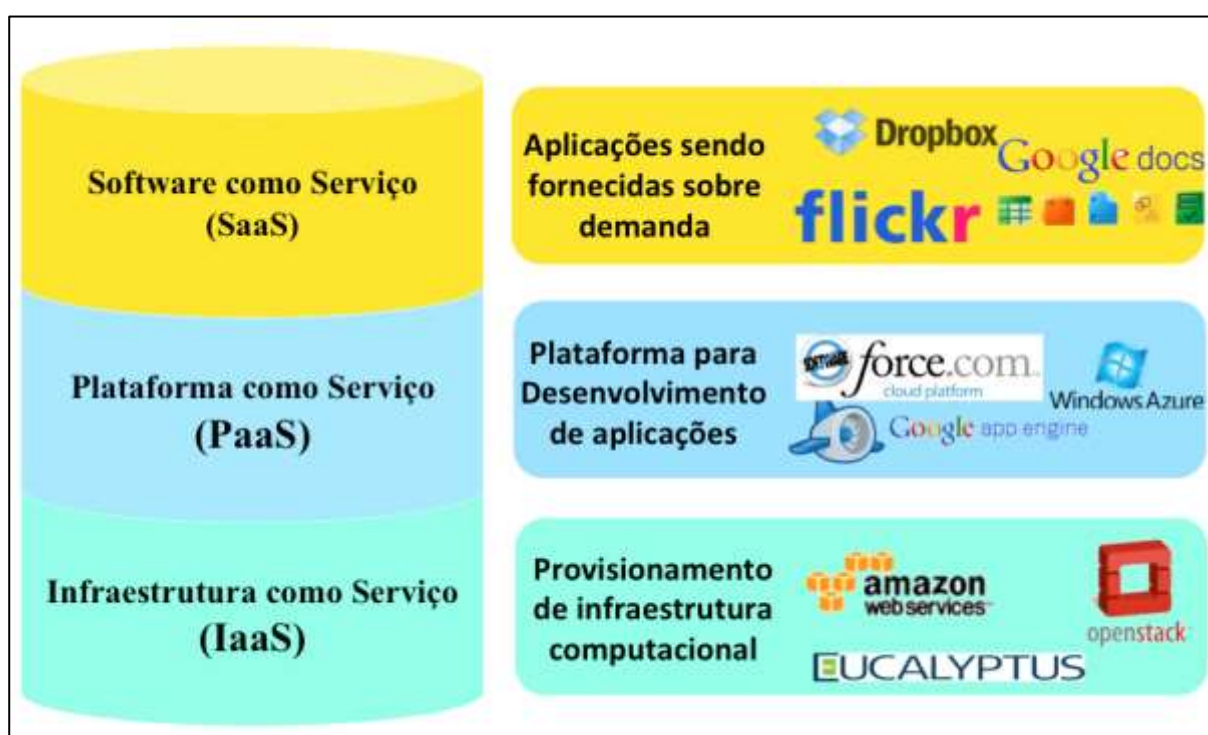 Software como Serviço
(SaaS)
Aplicações sendo
fornecidas sobre
demanda
Dropbox
Google docs
flickr
Plataforma como Serviço
(PaaS)
Plataforma para
Desenvolvimento
de aplicações
SOFTWARE
force.com
cloud platform
Windows Azure
Google app engine
Infraestrutura como Serviço
(IaaS)
Provisionamento
de infraestrutura
computacional
amazon
web services
openstack
EUCALYPTUS